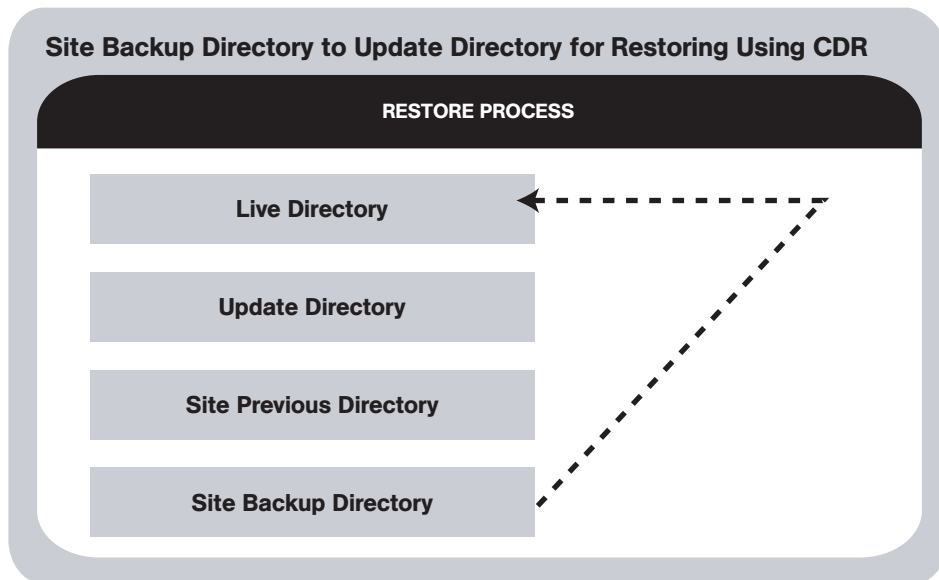 Site Backup Directory to Update Directory for Restoring Using CDR
RESTORE PROCESS
Live Directory
Update Directory
Site Previous Directory
Site Backup Directory